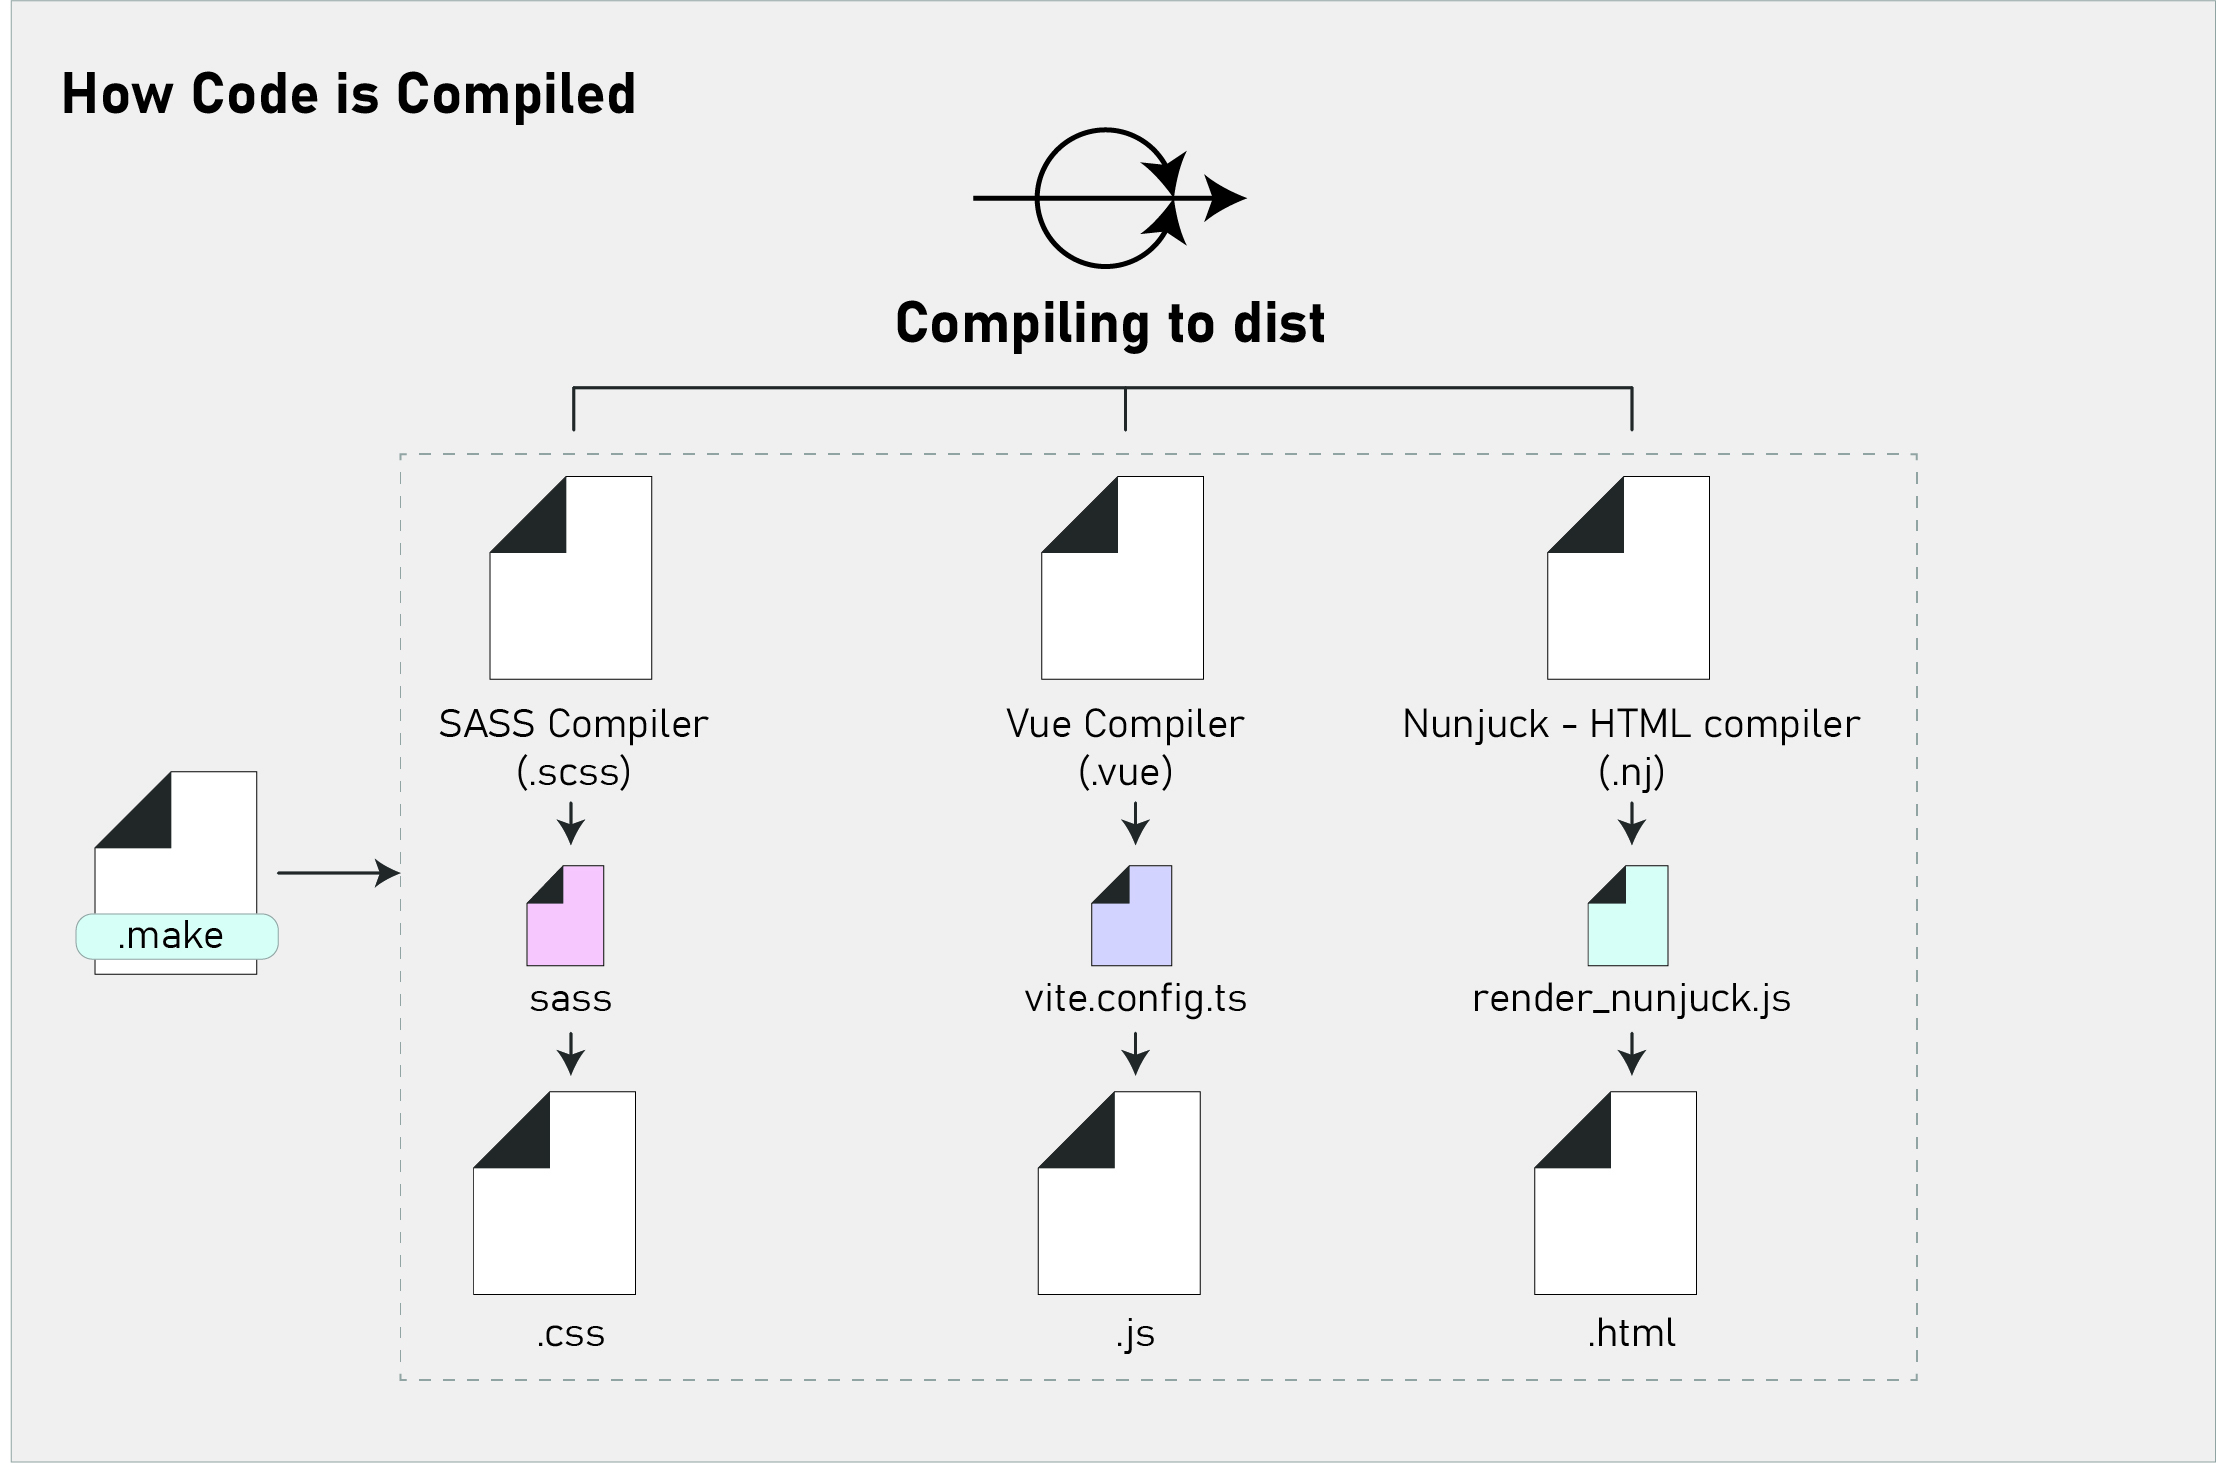 How Code is Compiled
Compiling to dist
SASS Compiler
(.scss)
Vue Compiler
(.vue)
Nunjuck - HTML compiler
(.nj)
.make
sass
vite.config.ts
render_nunjuck.js
.css
.js
.html